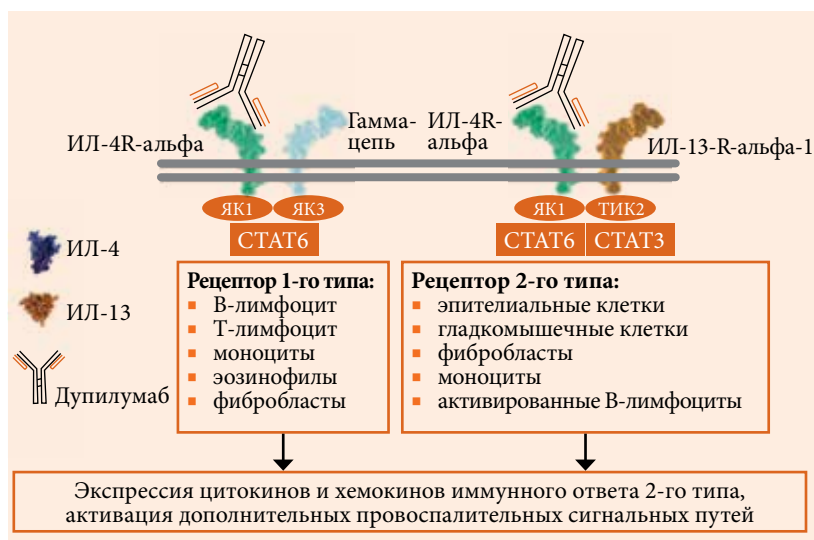 ИЛ-4R-альфа
Гамма-
цепь
ИЛ-4R-
альфа
ИЛ-13-R-альфа-1
ЯК1
ЯК3
СТАТ6
ЯК1
ТИК2
СТАТ6
СТАТ3
ИЛ-4
ИЛ-13
Дупилумаб
Рецептор 1-го типа:
▪ В-лимфоцит
▪ Т-лимфоцит
▪ моноциты
▪ эозинофилы
▪ фибробласты
Рецептор 2-го типа:
▪ эпителиальные клетки
▪ гладкомышечные клетки
▪ фибробласты
▪ моноциты
▪ активированные В-лимфоциты
Экспрессия цитокинов и хемокинов иммунного ответа 2-го типа,
активация дополнительных провоспалительных сигнальных путей